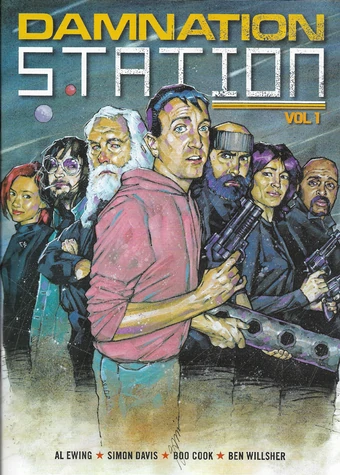 DAMNATION
STATION
VOL 1
AL EWING ★ SIMON DAVIS ★ BOO COOK ★ BEN WILLSHER